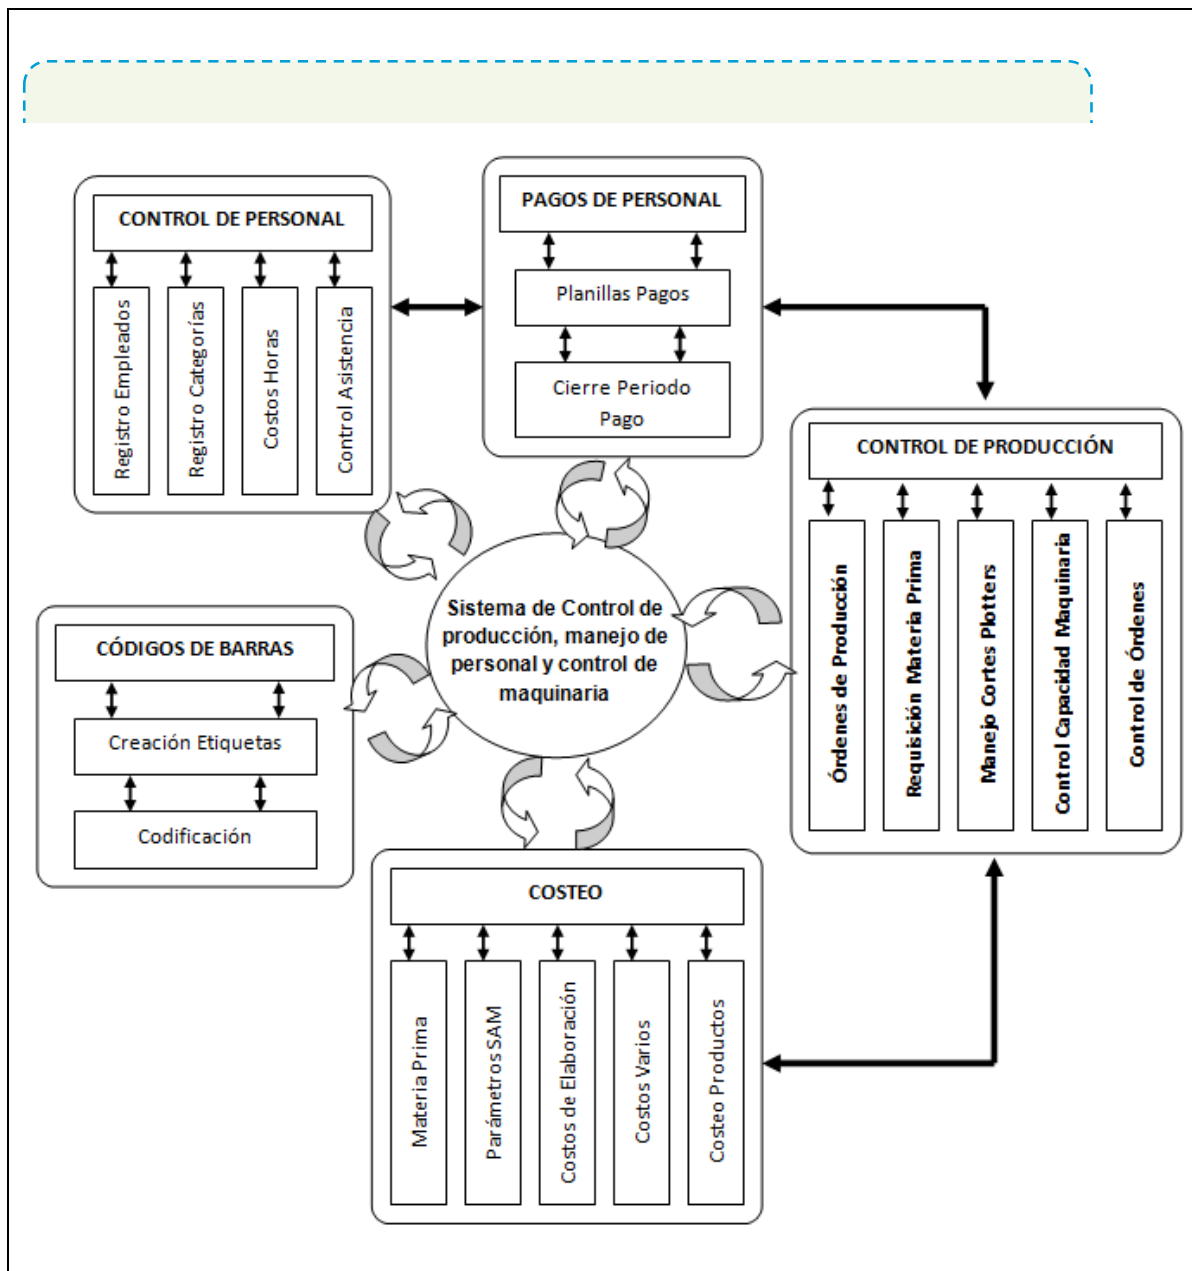 PAGOS DE PERSONAL
Planillas Pagos
Cierre Periodo
Pago
CONTROL DE PERSONAL
Registro Empleados
Registro Categorías
Costos Horas
Control Asistencia
CONTROL DE PRODUCCIÓN
Órdenes de Producción
Requisición Materia Prima
Manejo Cortes Plotters
Control Capacidad Maquinaria
Control de Órdenes
Sistema de Control de
producción, manejo de
personal y control de
maquinaria
CÓDIGOS DE BARRAS
Creación Etiquetas
Codificación
COSTEO
Materia Prima
Parámetros SAM
Costos de Elaboración
Costos Varios
Costeo Productos